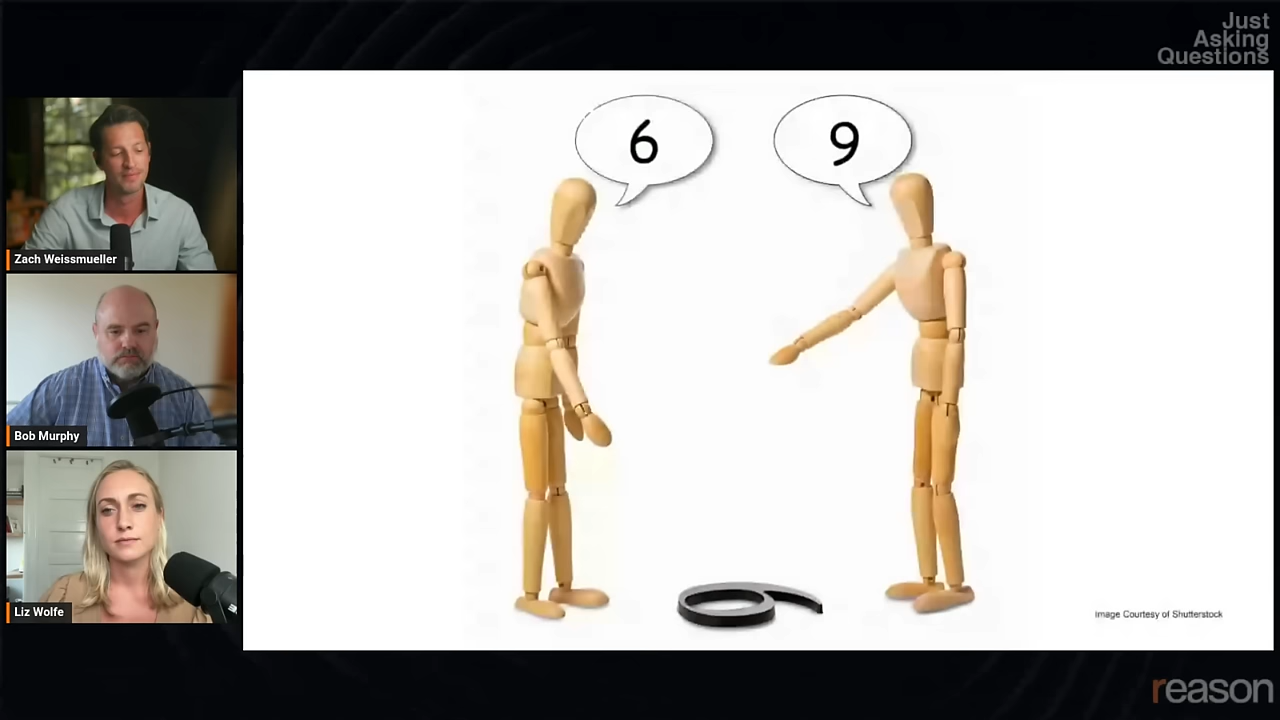 Just
Asking
Questions
Zach Weissmueller
Bob Murphy
Liz Wolfe
6
9
Image Courtesy of Shutterstock
reason